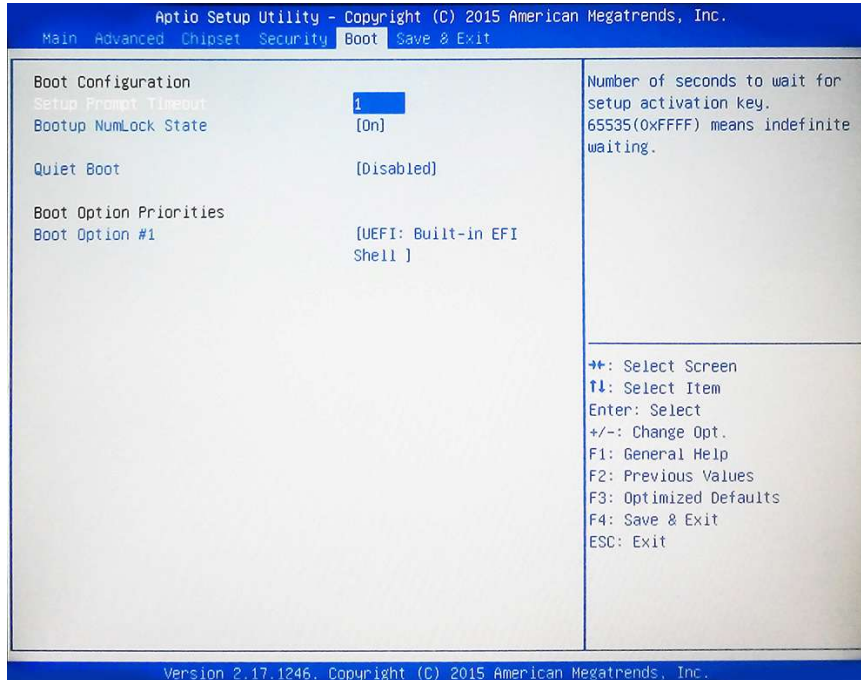 Aptio Setup Utility – Copyright (C) 2015 American Megatrends, Inc.
Main Advanced Chipset Security Boot Save & Exit
Boot Configuration
Setup Prompt Timeout 1
Bootup NumLock State [On]
Quiet Boot [Disabled]
Boot Option Priorities
Boot Option #1 [UEFI: Built-in EFI
Shell ]
Number of seconds to wait for
setup activation key.
65535(0xFFFF) means indefinite
waiting.
→←: Select Screen
↑↓: Select Item
Enter: Select
+/-: Change Opt.
F1: General Help
F2: Previous Values
F3: Optimized Defaults
F4: Save & Exit
ESC: Exit
Version 2.17.1246. Copyright (C) 2015 American Megatrends, Inc.